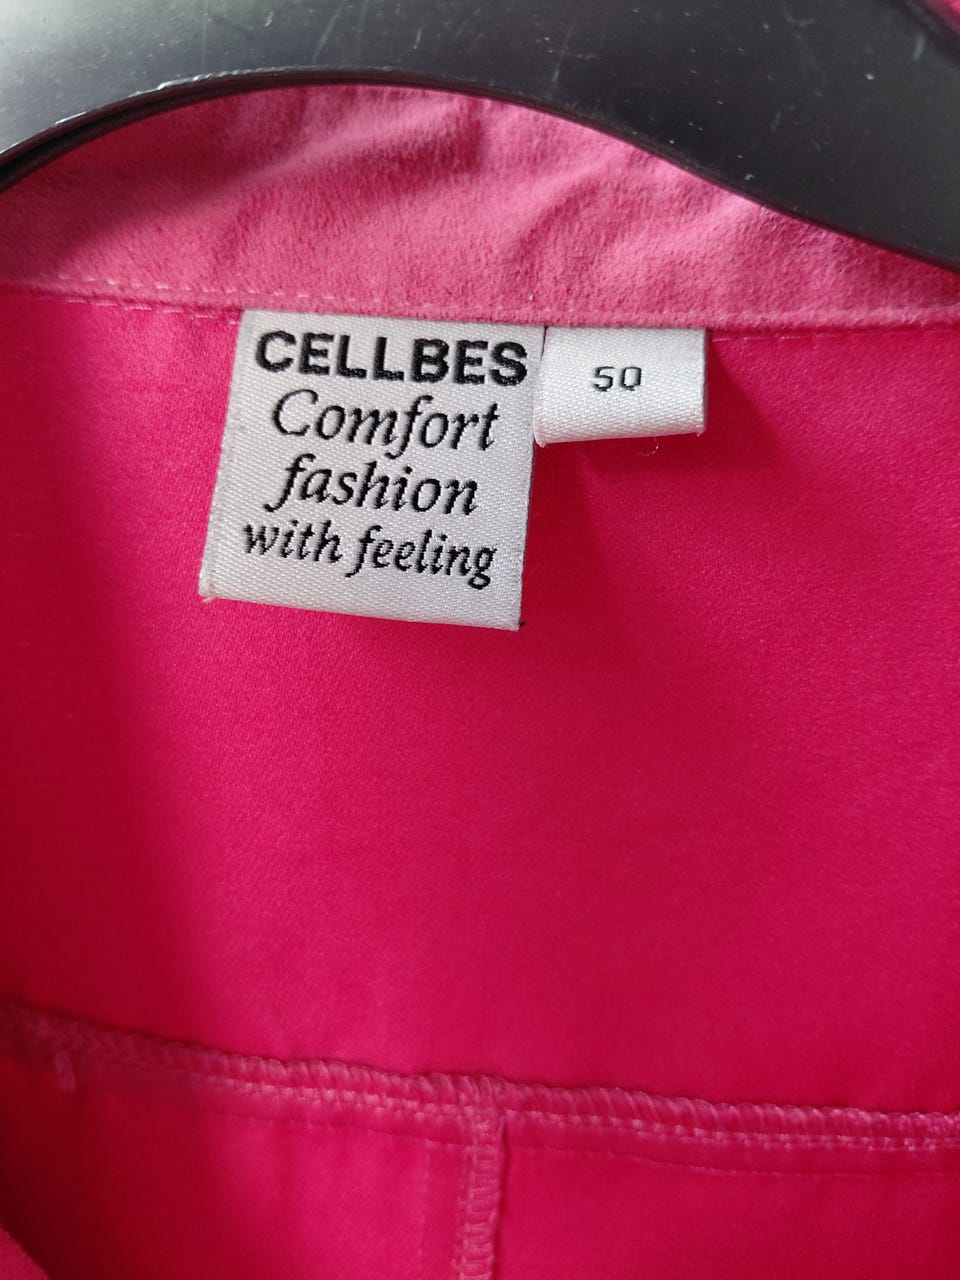 CELLBES
Comfort
fashion
with feeling
50